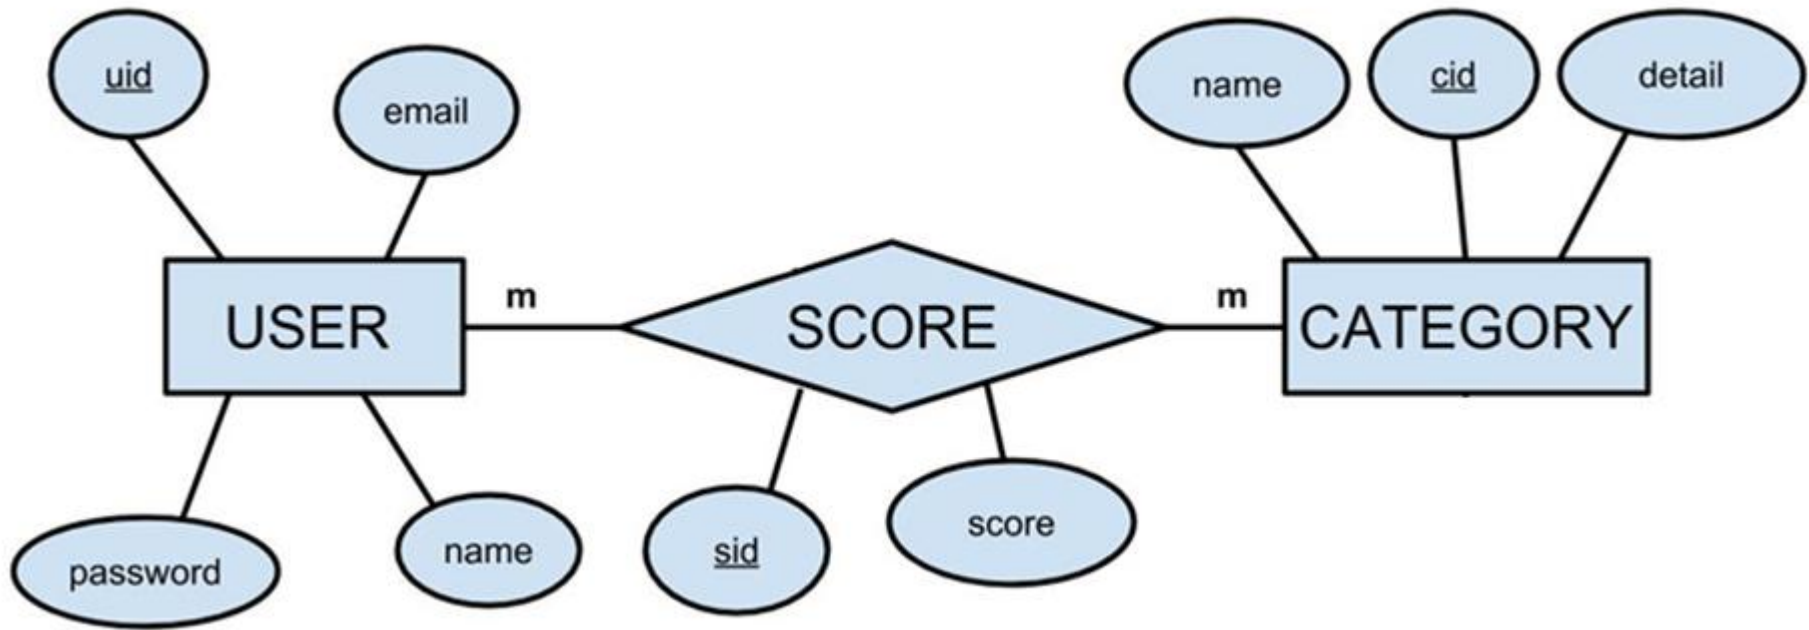 uid
email
name
cid
detail
USER
m
SCORE
m
CATEGORY
password
name
sid
score